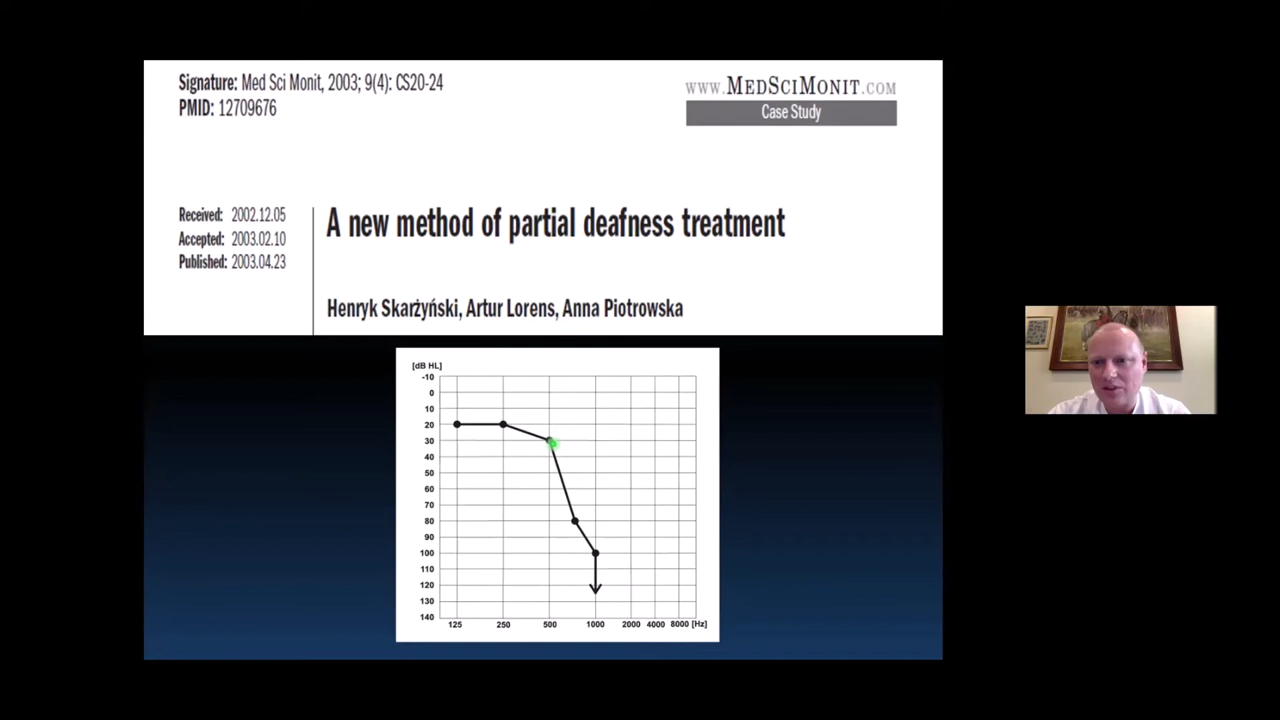 Signature: Med Sci Monit, 2003; 9(4): CS20-24
PMID: 12709676
www.MedSciMonit.com
Case Study
Received: 2002.12.05
Accepted: 2003.02.10
Published: 2003.04.23
A new method of partial deafness treatment
Henryk Skarżyński, Artur Lorens, Anna Piotrowska
[dB HL]
-10
0
10
20
30
40
50
60
70
80
90
100
110
120
130
140
125 250 500 1000 2000 4000 8000 [Hz]